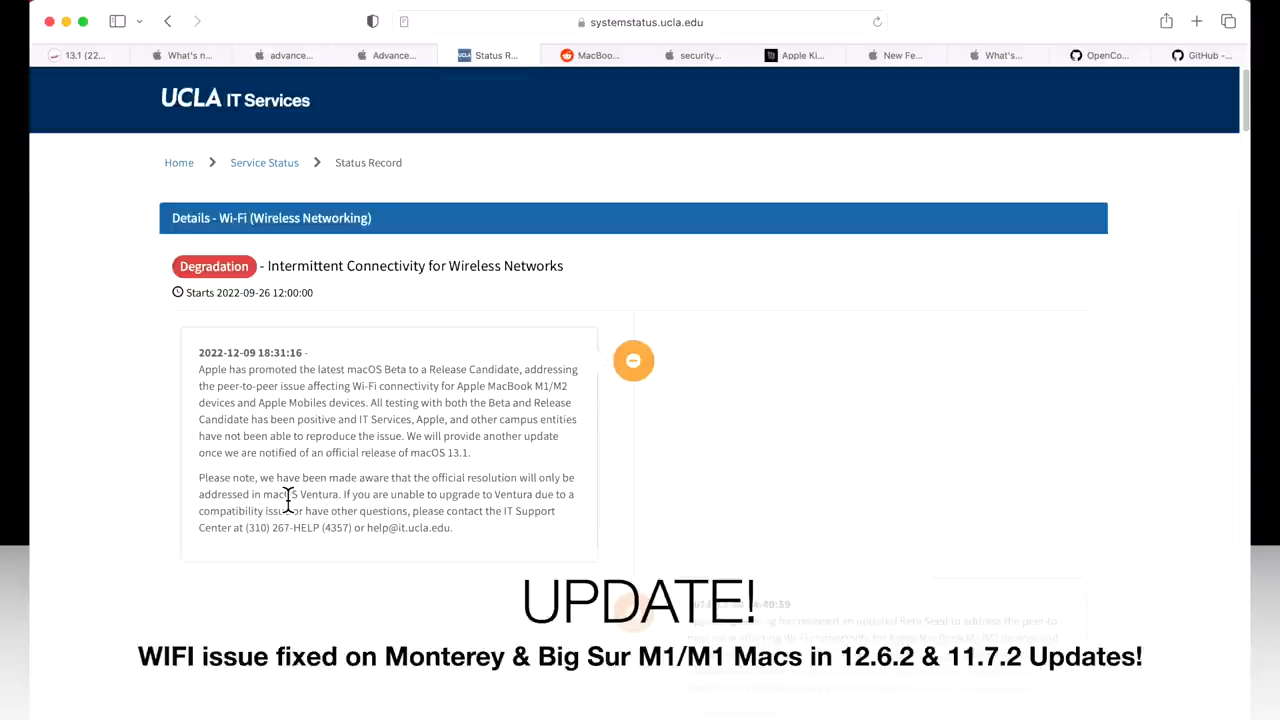 systemstatus.ucla.edu
13.1 (22...
What's n...
advance...
Advance...
UCLA
Status R...
MacBoo...
security...
Apple Ki...
New Fe...
What's...
OpenCo...
GitHub -...
UCLA IT Services
Home > Service Status > Status Record
Details - Wi-Fi (Wireless Networking)
Degradation - Intermittent Connectivity for Wireless Networks
Starts 2022-09-26 12:00:00
2022-12-09 18:31:16 -
Apple has promoted the latest macOS Beta to a Release Candidate, addressing
the peer-to-peer issue affecting Wi-Fi connectivity for Apple MacBook M1/M2
devices and Apple Mobiles devices. All testing with both the Beta and Release
Candidate has been positive and IT Services, Apple, and other campus entities
have not been able to reproduce the issue. We will provide another update
once we are notified of an official release of macOS 13.1.
Please note, we have been made aware that the official resolution will only be
addressed in macOS Ventura. If you are unable to upgrade to Ventura due to a
compatibility issue or have other questions, please contact the IT Support
Center at (310) 267-HELP (4357) or help@it.ucla.edu.
UPDATE!
WIFI issue fixed on Monterey & Big Sur M1/M1 Macs in 12.6.2 & 11.7.2 Updates!